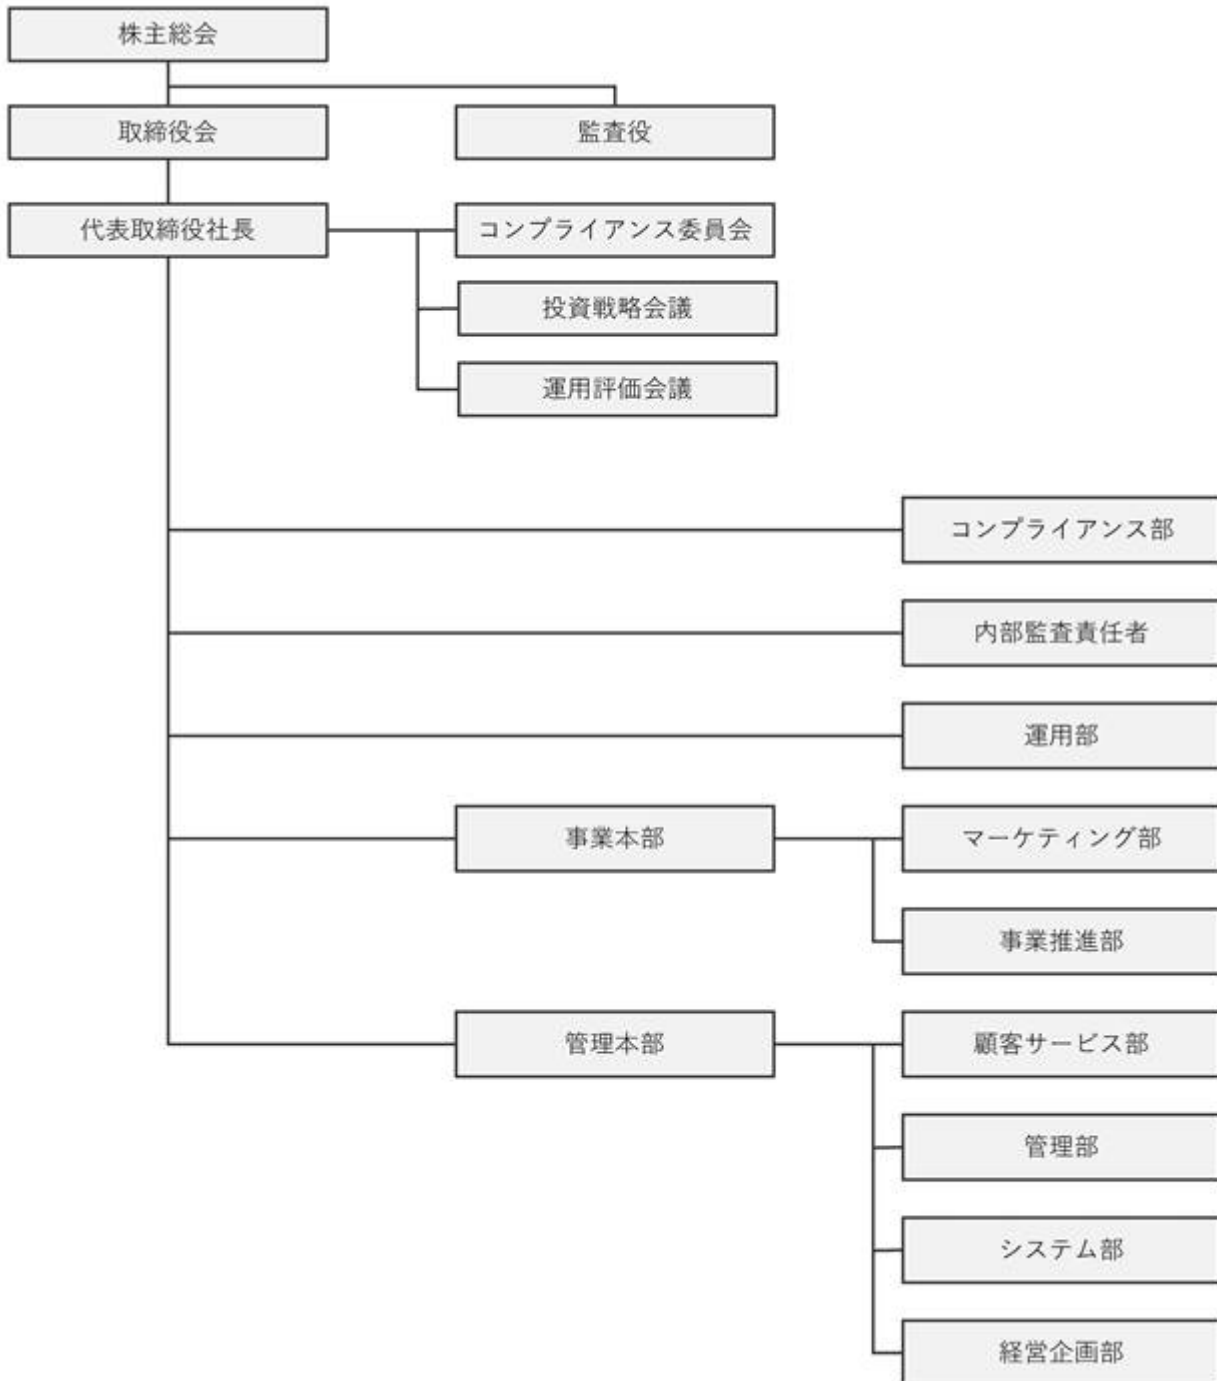 株主総会
取締役会
監査役
代表取締役社長
コンプライアンス委員会
投資戦略会議
運用評価会議
コンプライアンス部
内部監査責任者
運用部
事業本部
マーケティング部
事業推進部
管理本部
顧客サービス部
管理部
システム部
経営企画部